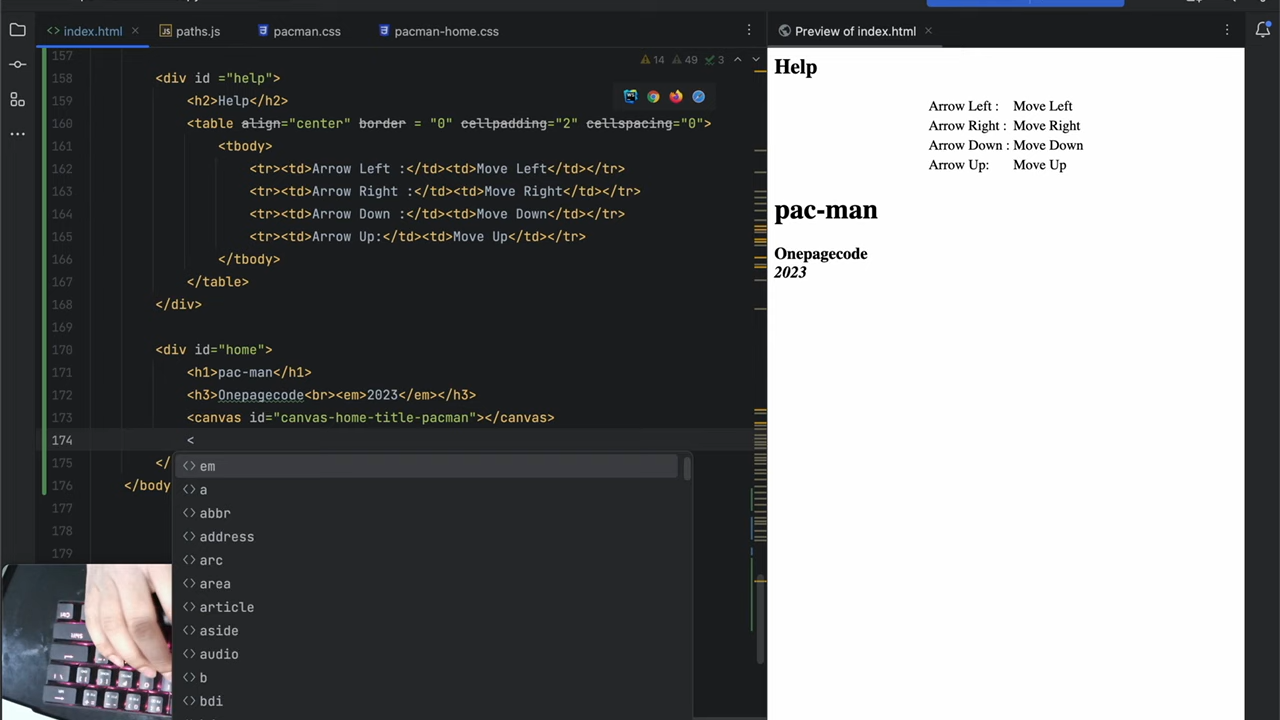 index.html
paths.js
pacman.css
pacman-home.css
14 49 3
157
158 <div id ="help">
159 <h2>Help</h2>
160 <table align="center" border = "0" cellpadding="2" cellspacing="0">
161 <tbody>
162 <tr><td>Arrow Left :</td><td>Move Left</td></tr>
163 <tr><td>Arrow Right :</td><td>Move Right</td></tr>
164 <tr><td>Arrow Down :</td><td>Move Down</td></tr>
165 <tr><td>Arrow Up:</td><td>Move Up</td></tr>
166 </tbody>
167 </table>
168 </div>
169
170 <div id="home">
171 <h1>pac-man</h1>
172 <h3>Onepagecode<br><em>2023</em></h3>
173 <canvas id="canvas-home-title-pacman"></canvas>
174 <
175 </
176 </body
177
178
179
<> em
<> a
<> abbr
<> address
<> arc
<> area
<> article
<> aside
<> audio
<> b
<> bdi
Preview of index.html
Help
Arrow Left : Move Left
Arrow Right : Move Right
Arrow Down : Move Down
Arrow Up: Move Up
pac-man
Onepagecode
2023